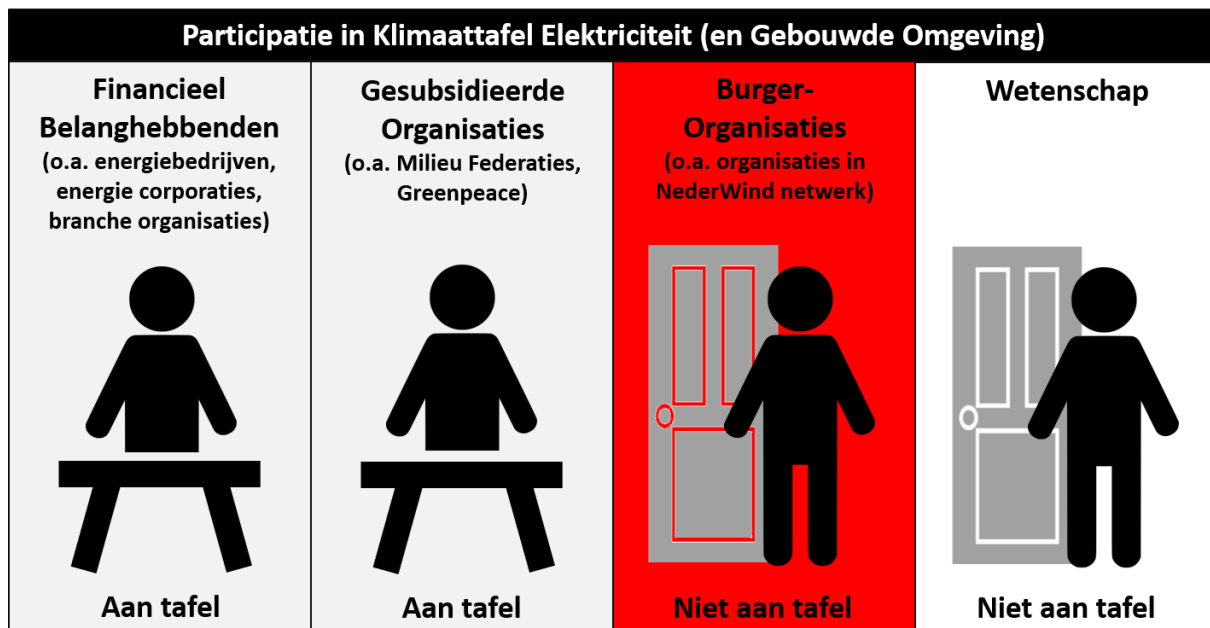 Participatie in Klimaattafel Elektriciteit (en Gebouwde Omgeving)
Financieel
Belanghebbenden
(o.a. energiebedrijven,
energie corporaties,
branche organisaties)
Aan tafel
Gesubsidieerde
Organisaties
(o.a. Milieu Federaties,
Greenpeace)
Aan tafel
Burger-
Organisaties
(o.a. organisaties in
NederWind netwerk)
Niet aan tafel
Wetenschap
Niet aan tafel